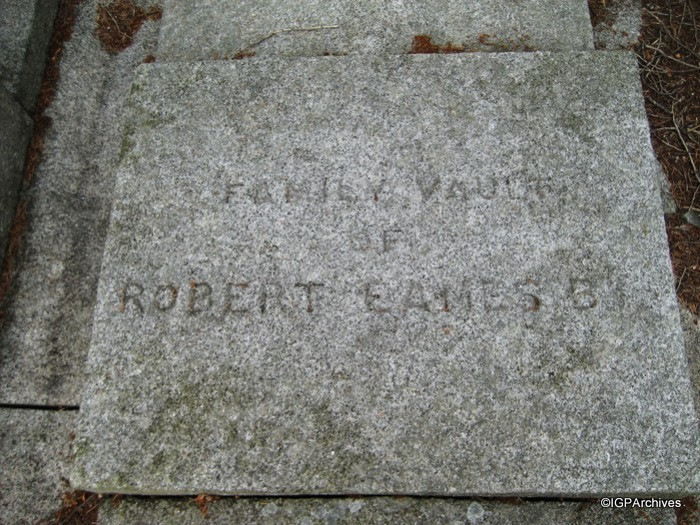 FAMILY VAULT
OF
ROBERT EAMES
©IGPArchives